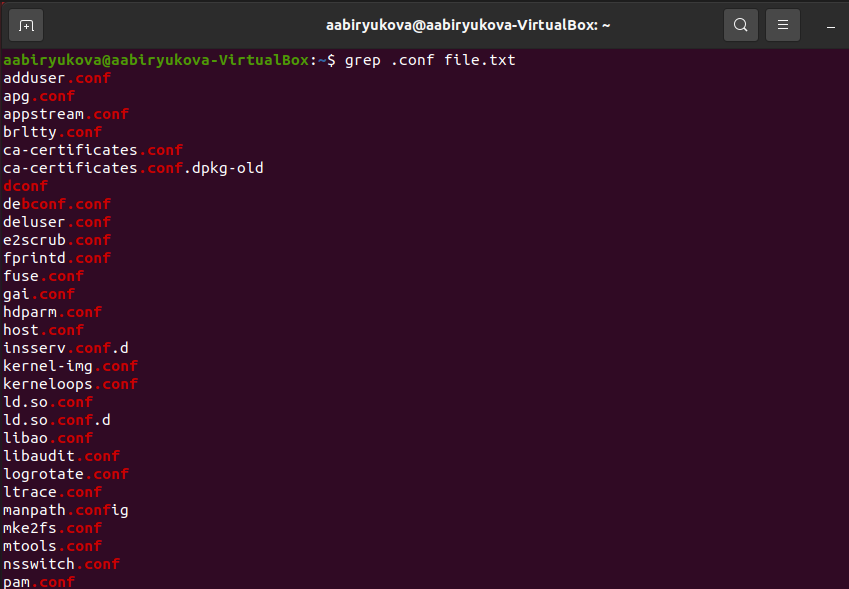 aabiryukova@aabiryukova-VirtualBox: ~
aabiryukova@aabiryukova-VirtualBox:~$ grep .conf file.txt
adduser.conf
apg.conf
appstream.conf
brltty.conf
ca-certificates.conf
ca-certificates.conf.dpkg-old
dconf
debconf.conf
deluser.conf
e2scrub.conf
fprintd.conf
fuse.conf
gai.conf
hdparm.conf
host.conf
insserv.conf.d
kernel-img.conf
kerneloops.conf
ld.so.conf
ld.so.conf.d
libao.conf
libaudit.conf
logrotate.conf
ltrace.conf
manpath.config
mke2fs.conf
mtools.conf
nsswitch.conf
pam.conf